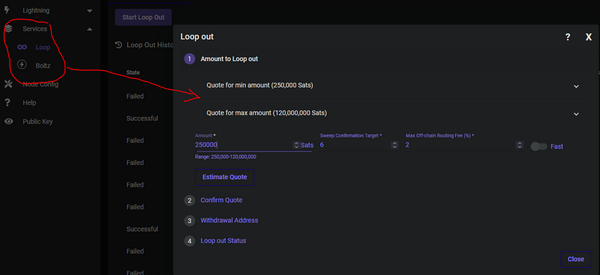 Lightning
Services
Loop
Boltz
Node Config
Help
Public Key
Start Loop Out
Loop Out Histo
State
Failed
Successful
Failed
Failed
Failed
Failed
Successful
Failed
Failed
Loop out
? X
1 Amount to Loop out
Quote for min amount (250,000 Sats)
Quote for max amount (120,000,000 Sats)
Amount * Sweep Confirmation Target * Max Off-chain Routing Fee (%) *
250000 Sats 6 2 Fast
Range: 250,000-120,000,000
Estimate Quote
2 Confirm Quote
3 Withdrawal Address
4 Loop out Status
Close